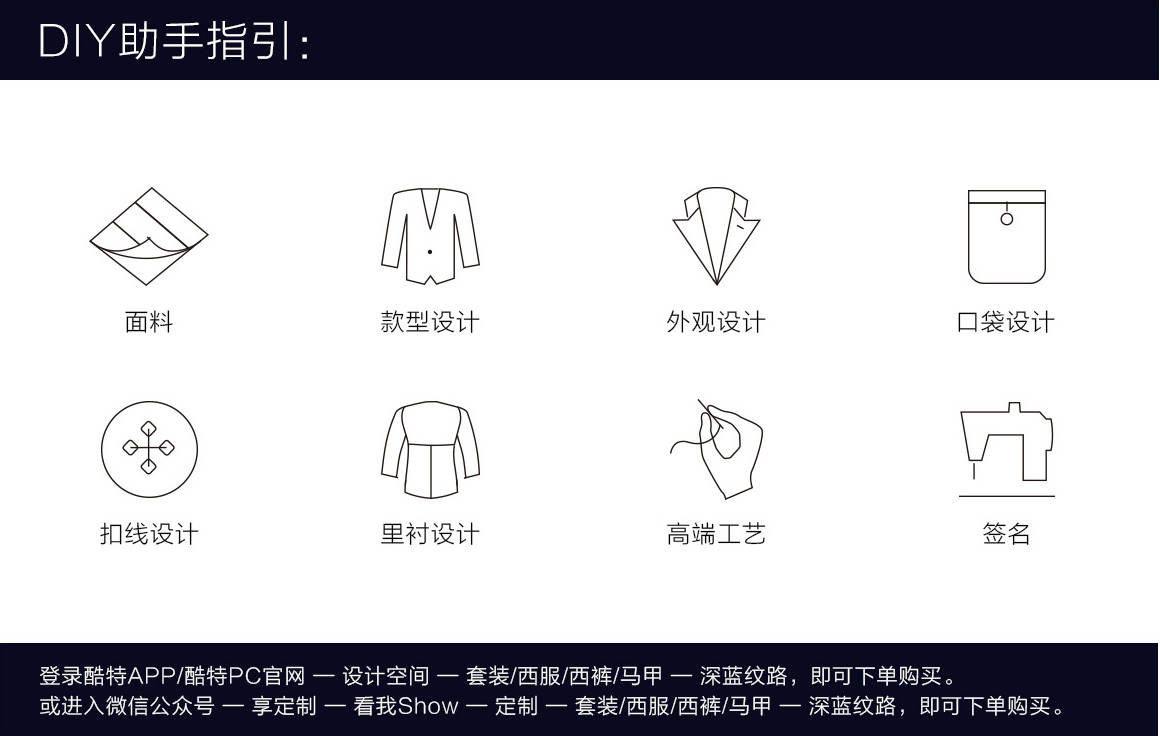 DIY助手指引：
面料
款型设计
外观设计
口袋设计
扣线设计
里衬设计
高端工艺
签名
登录酷特APP/酷特PC官网 — 设计空间 — 套装/西服/西裤/马甲 — 深蓝纹路，即可下单购买。
或进入微信公众号 — 享定制 — 看我Show — 定制 — 套装/西服/西裤/马甲 — 深蓝纹路，即可下单购买。